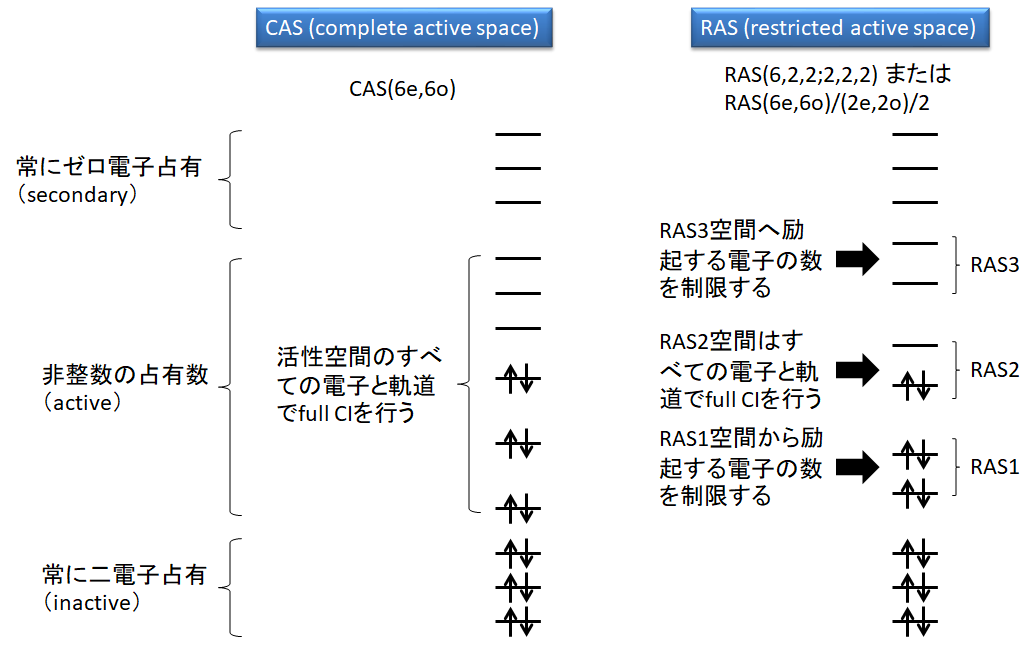 CAS (complete active space)
CAS(6e,6o)
常にゼロ電子占有
（secondary）
非整数の占有数
（active）
活性空間のすべ
ての電子と軌道
でfull CIを行う
常に二電子占有
（inactive）
RAS (restricted active space)
RAS(6,2,2;2,2,2) または
RAS(6e,6o)/(2e,2o)/2
RAS3空間へ励
起する電子の数
を制限する
RAS3
RAS2空間はす
べての電子と軌
道でfull CIを行う
RAS2
RAS1空間から励
起する電子の数
を制限する
RAS1